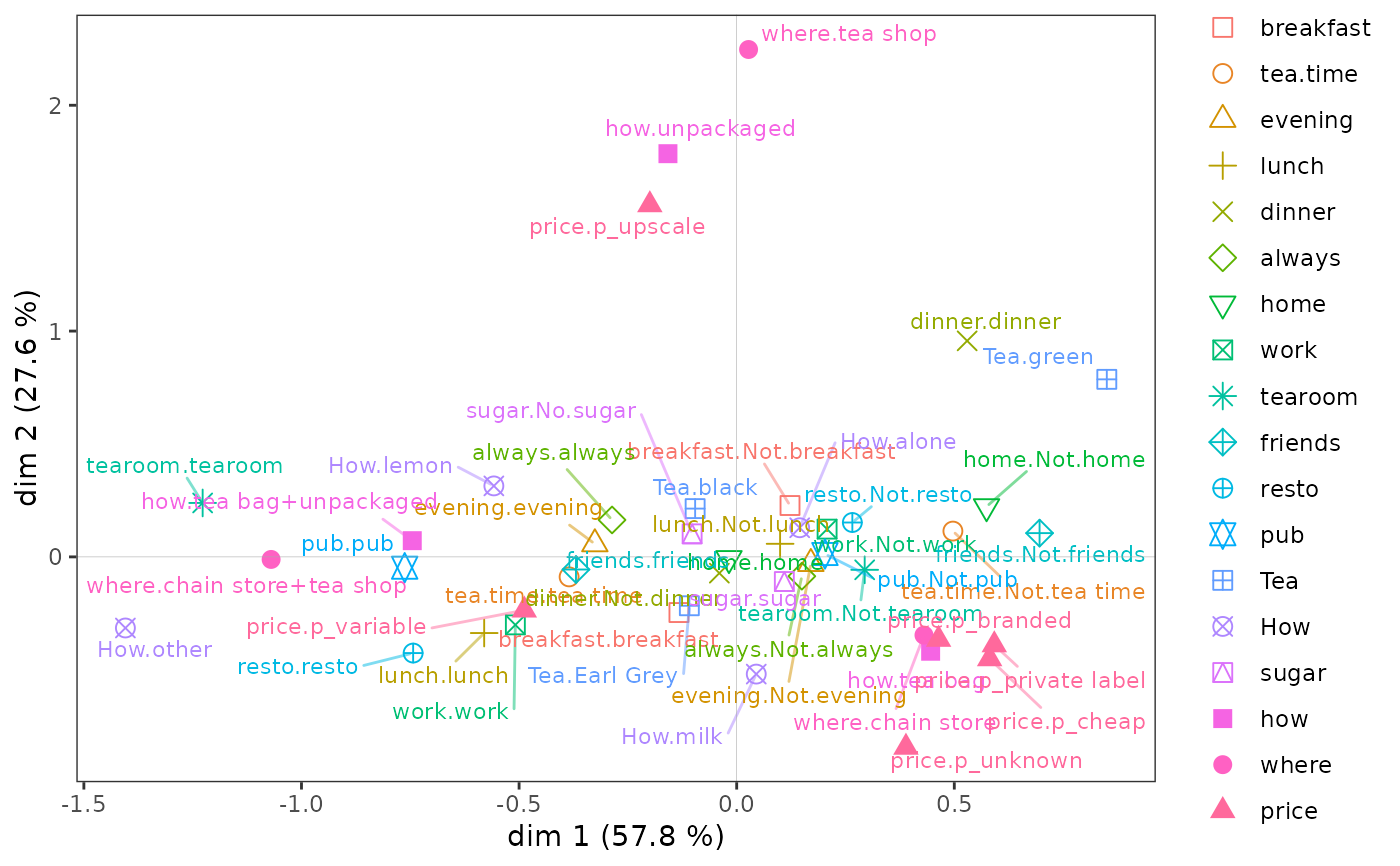 where.tea shop
how.unpackaged
price.p_upscale
dinner.dinner
Tea.green
sugar.No.sugar
always.always
breakfast.Not.breakfast
How.alone
home.Not.home
tearoom.tearoom
How.lemon
how.tea bag+unpackaged
evening.evening
Tea.black
resto.Not.resto
lunch.Not.lunch
pub.pub
friends.friends
home.home
work.Not.work
friends.Not.friends
where.chain store+tea shop
tea.time.tea time
dinner.Not.dinner
sugar.sugar
pub.Not.pub
tea.time.Not.tea time
tearoom.Not.tearoom
price.p_variable
price.p_branded
How.other
breakfast.breakfast
always.Not.always
resto.resto
lunch.lunch
Tea.Earl Grey
how.tea bag
price.p_private label
evening.Not.evening
work.work
where.chain store
price.p_cheap
How.milk
price.p_unknown
2
1
0
-1.5
-1.0
-0.5
0.0
0.5
dim 1 (57.8 %)
dim 2 (27.6 %)
breakfast
tea.time
evening
lunch
dinner
always
home
work
tearoom
friends
resto
pub
Tea
How
sugar
how
where
price